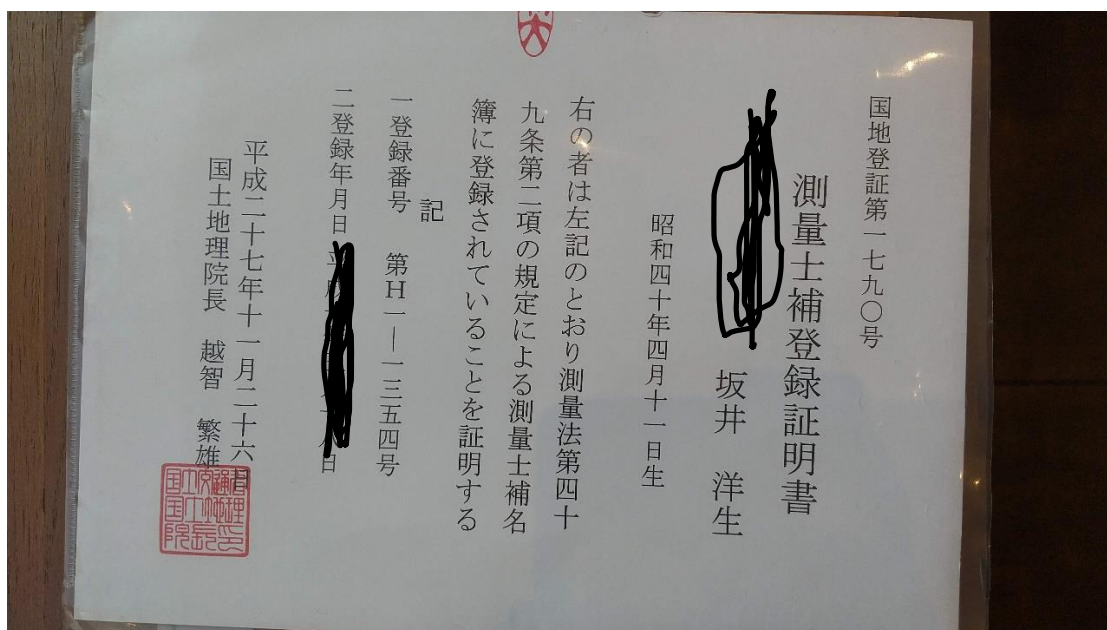 国地登証第一七九〇号
測量士補登録証明書
坂井 洋生
昭和四十年四月十一日生
右の者は左記のとおり測量法第四十
九条第二項の規定による測量士補名
簿に登録されていることを証明する
記
一登録番号 第H一―一三五四号
二登録年月日 日
平成二十七年十一月二十六日
国土地理院長 越智 繁雄